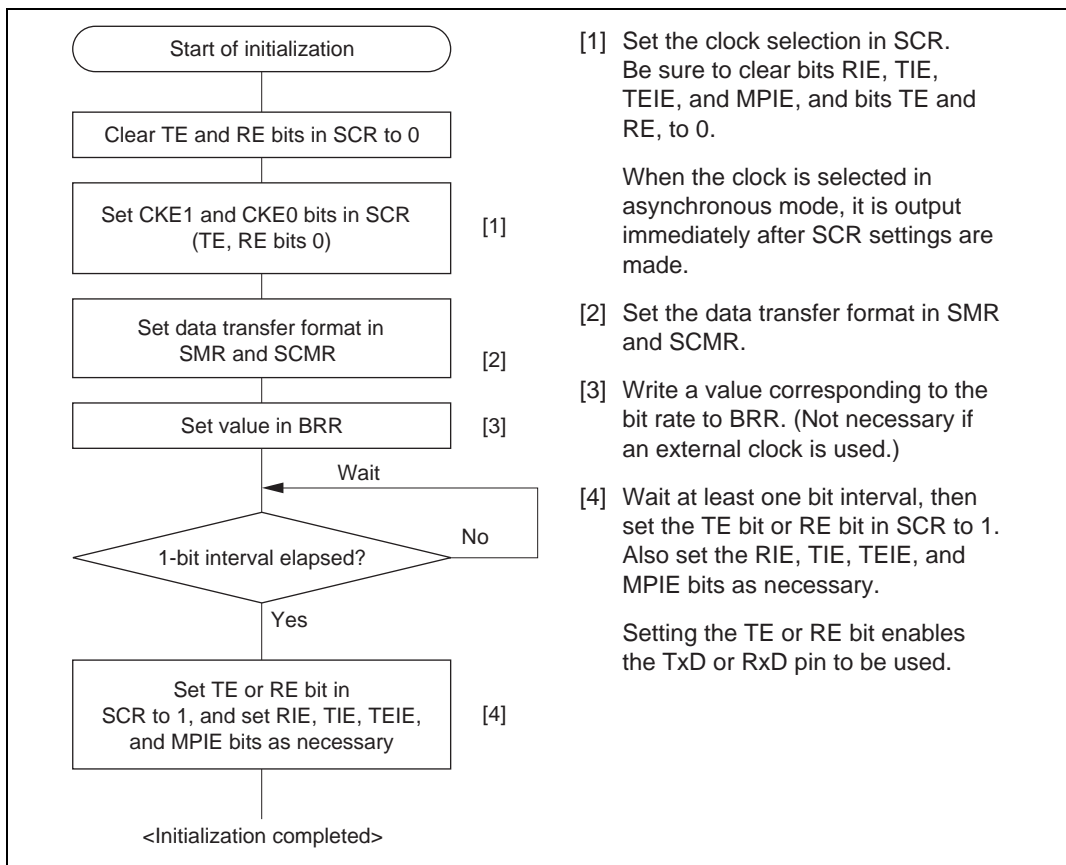 Start of initialization
Clear TE and RE bits in SCR to 0
Set CKE1 and CKE0 bits in SCR
(TE, RE bits 0)
[1]
Set data transfer format in
SMR and SCMR
[2]
Set value in BRR
[3]
Wait
1-bit interval elapsed?
No
Yes
Set TE or RE bit in
SCR to 1, and set RIE, TIE, TEIE,
and MPIE bits as necessary
[4]
<Initialization completed>
[1] Set the clock selection in SCR.
Be sure to clear bits RIE, TIE,
TEIE, and MPIE, and bits TE and
RE, to 0.
When the clock is selected in
asynchronous mode, it is output
immediately after SCR settings are
made.
[2] Set the data transfer format in SMR
and SCMR.
[3] Write a value corresponding to the
bit rate to BRR. (Not necessary if
an external clock is used.)
[4] Wait at least one bit interval, then
set the TE bit or RE bit in SCR to 1.
Also set the RIE, TIE, TEIE, and
MPIE bits as necessary.
Setting the TE or RE bit enables
the TxD or RxD pin to be used.